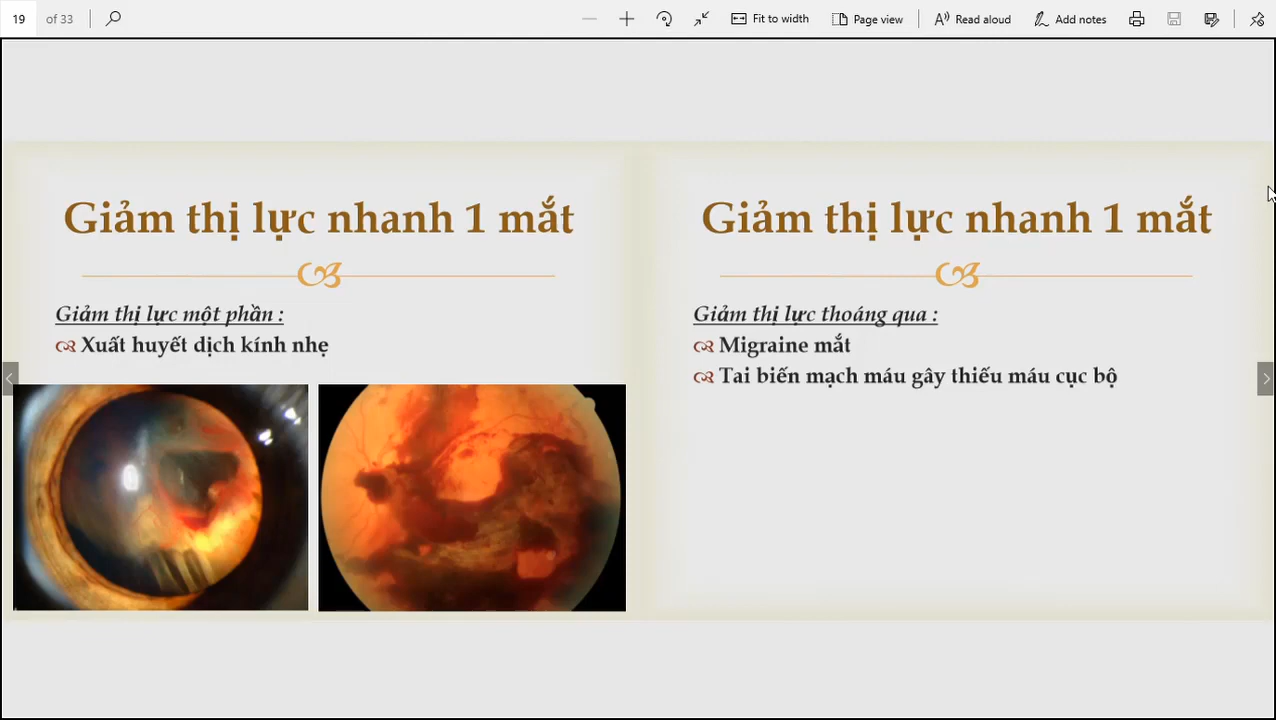 19 of 33
Fit to width
Page view
Read aloud
Add notes
Giảm thị lực nhanh 1 mắt
Giảm thị lực một phần :
Xuất huyết dịch kính nhẹ
Giảm thị lực nhanh 1 mắt
Giảm thị lực thoáng qua :
Migraine mắt
Tai biến mạch máu gây thiếu máu cục bộ